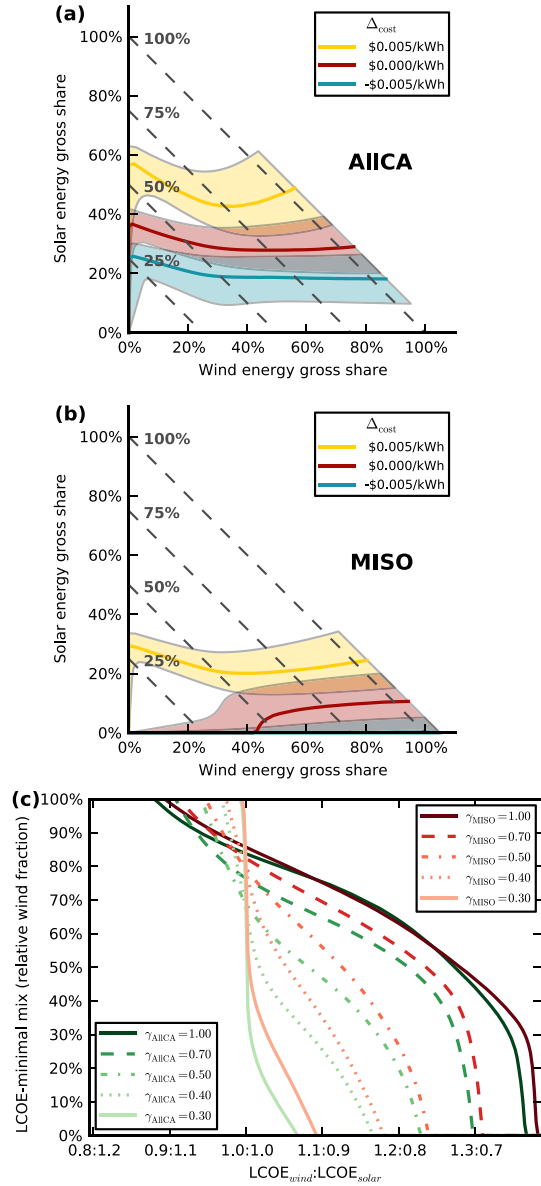 (a)
Δcost
$0.005/kWh
$0.000/kWh
-$0.005/kWh
AllCA
100%
75%
50%
25%
Solar energy gross share
100%
80%
60%
40%
20%
0%
0% 20% 40% 60% 80% 100%
Wind energy gross share
(b)
Δcost
$0.005/kWh
$0.000/kWh
-$0.005/kWh
MISO
100%
75%
50%
25%
Solar energy gross share
100%
80%
60%
40%
20%
0%
0% 20% 40% 60% 80% 100%
Wind energy gross share
(c)
LCOE-minimal mix (relative wind fraction)
100%
90%
80%
70%
60%
50%
40%
30%
20%
10%
0%
γMISO=1.00
γMISO=0.70
γMISO=0.50
γMISO=0.40
γMISO=0.30
γAllCA=1.00
γAllCA=0.70
γAllCA=0.50
γAllCA=0.40
γAllCA=0.30
0.8:1.2 0.9:1.1 1.0:1.0 1.1:0.9 1.2:0.8 1.3:0.7
LCOEwind:LCOEsolar